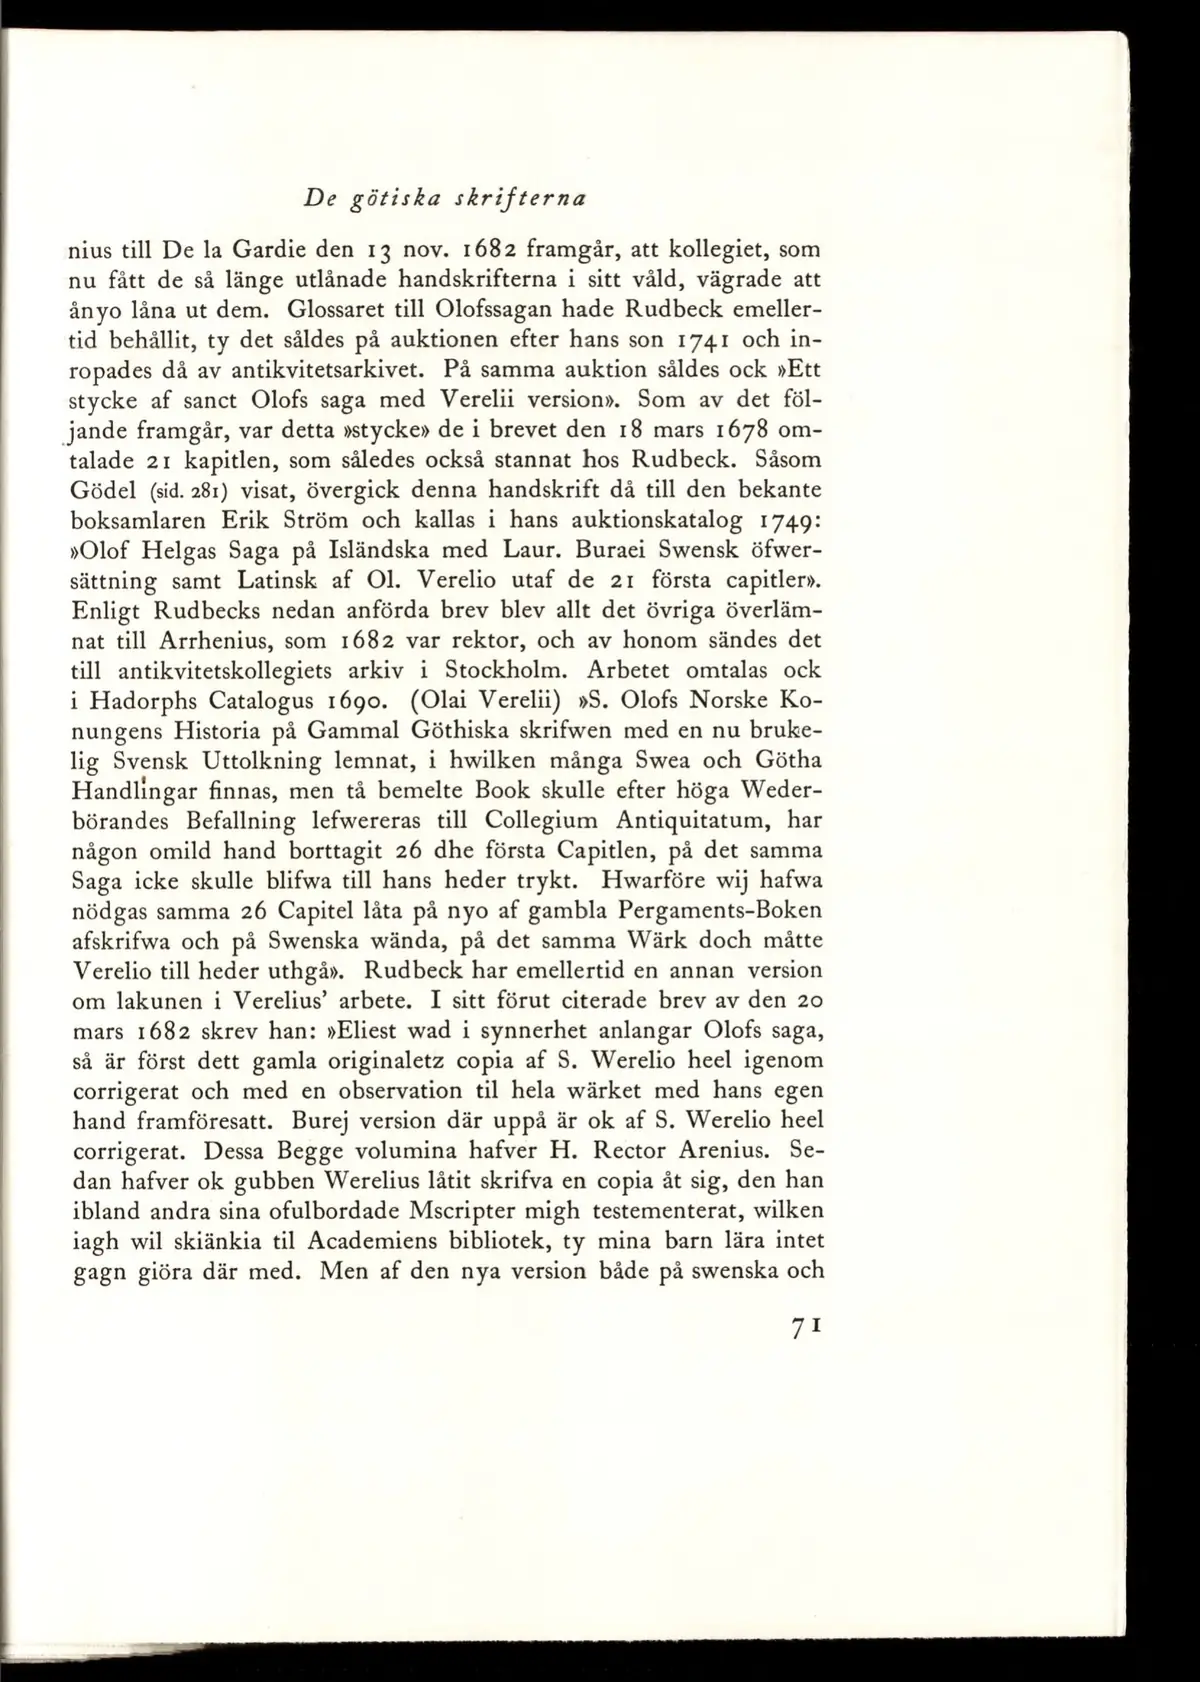 De götiska skrifterna
nius till De la Gardie den 13 nov. 1682 framgår, att kollegiet, som
nu fått de så länge utlånade handskrifterna i sitt våld, vägrade att
ånyo låna ut dem. Glossaret till Olofssagan hade Rudbeck emeller-
tid behållit, ty det såldes på auktionen efter hans son 1741 och in-
ropades då av antikvitetsarkivet. På samma auktion såldes ock »Ett
stycke af sanct Olofs saga med Verelii version». Som av det föl-
jande framgår, var detta »stycke» de i brevet den 18 mars 1678 om-
talade 21 kapitlen, som således också stannat hos Rudbeck. Såsom
Gödel (sid. 281) visat, övergick denna handskrift då till den bekante
boksamlaren Erik Ström och kallas i hans auktionskatalog 1749:
»Olof Helgas Saga på Isländska med Laur. Buraei Swensk öfwer-
sättning samt Latinsk af Ol. Verelio utaf de 21 första capitler».
Enligt Rudbecks nedan anförda brev blev allt det övriga överläm-
nat till Arrhenius, som 1682 var rektor, och av honom sändes det
till antikvitetskollegiets arkiv i Stockholm. Arbetet omtalas ock
i Hadorphs Catalogus 1690. (Olai Verelii) »S. Olofs Norske Ko-
nungens Historia på Gammal Göthiska skrifwen med en nu bruke-
lig Svensk Uttolkning lemnat, i hwilken många Swea och Götha
Handlingar finnas, men tå bemelte Book skulle efter höga Weder-
börandes Befallning lefwereras till Collegium Antiquitatum, har
någon omild hand borttagit 26 dhe första Capitlen, på det samma
Saga icke skulle blifwa till hans heder trykt. Hwarföre wij hafwa
nödgas samma 26 Capitel låta på nyo af gambla Pergaments-Boken
afskrifwa och på Swenska wända, på det samma Wärk doch måtte
Verelio till heder uthgå». Rudbeck har emellertid en annan version
om lakunen i Verelius’ arbete. I sitt förut citerade brev av den 20
mars 1682 skrev han: »Eliest wad i synnerhet anlangar Olofs saga,
så är först dett gamla originaletz copia af S. Werelio heel igenom
corrigerat och med en observation til hela wärket med hans egen
hand framföresatt. Burej version där uppå är ok af S. Werelio heel
corrigerat. Dessa Begge volumina hafver H. Rector Arenius. Se-
dan hafver ok gubben Werelius låtit skrifva en copia åt sig, den han
ibland andra sina ofulbordade Mscripter migh testementerat, wilken
iagh wil skiänkia til Academiens bibliotek, ty mina barn lära intet
gagn giöra där med. Men af den nya version både på swenska och
71